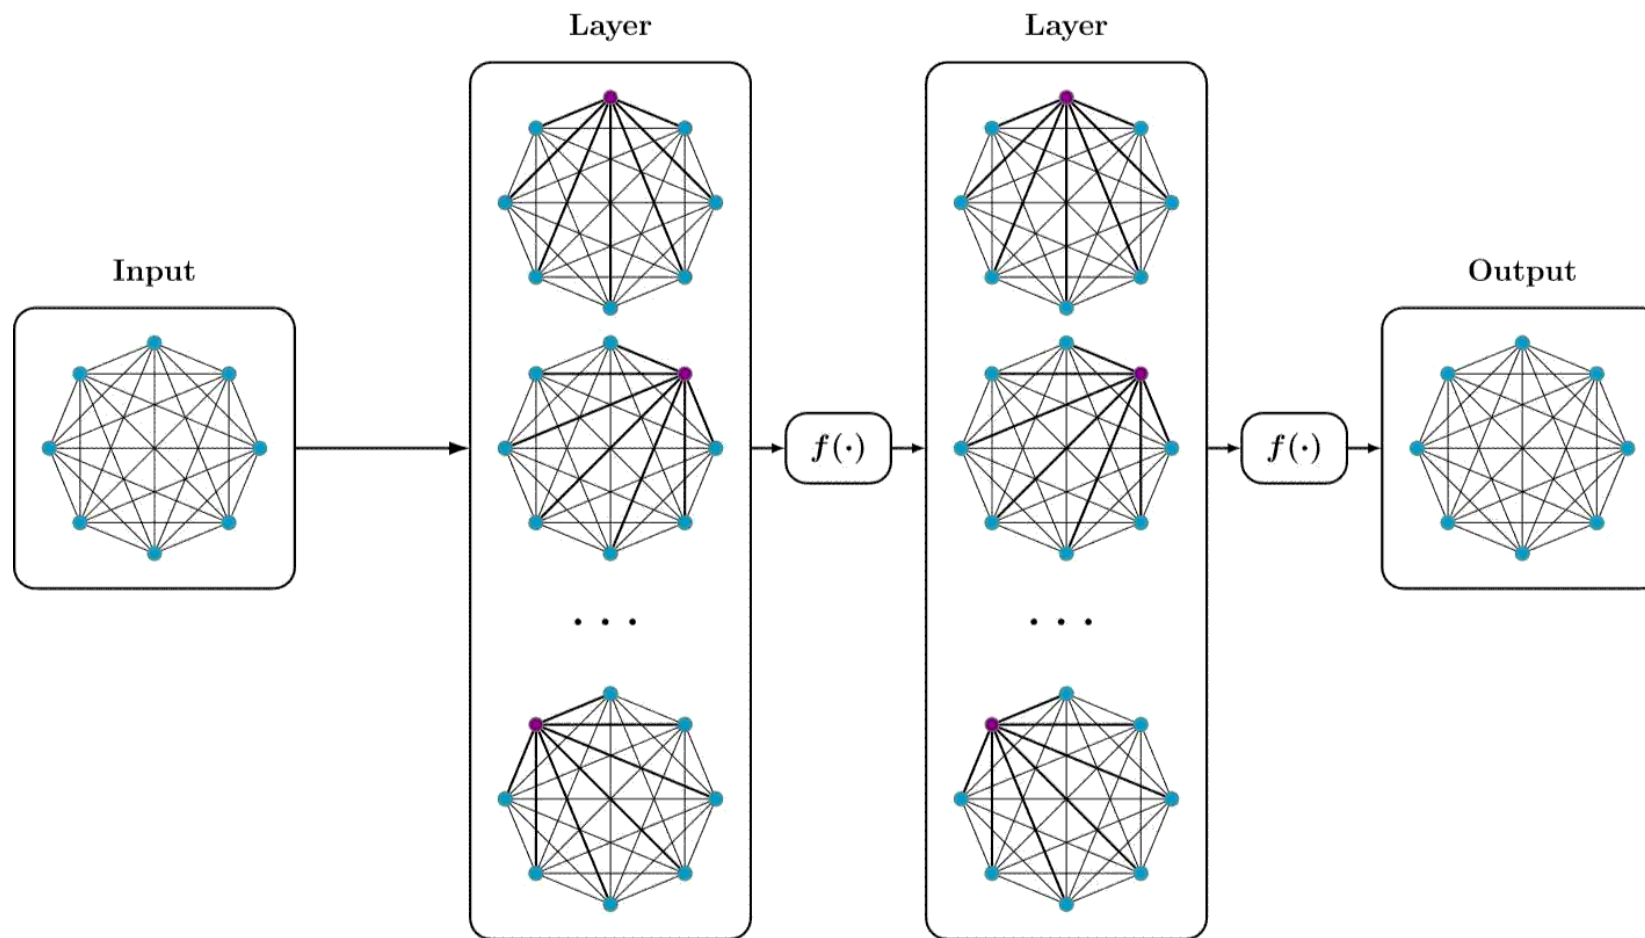 Layer
Layer
Input
Output
f(·)
f(·)
. . .
. . .